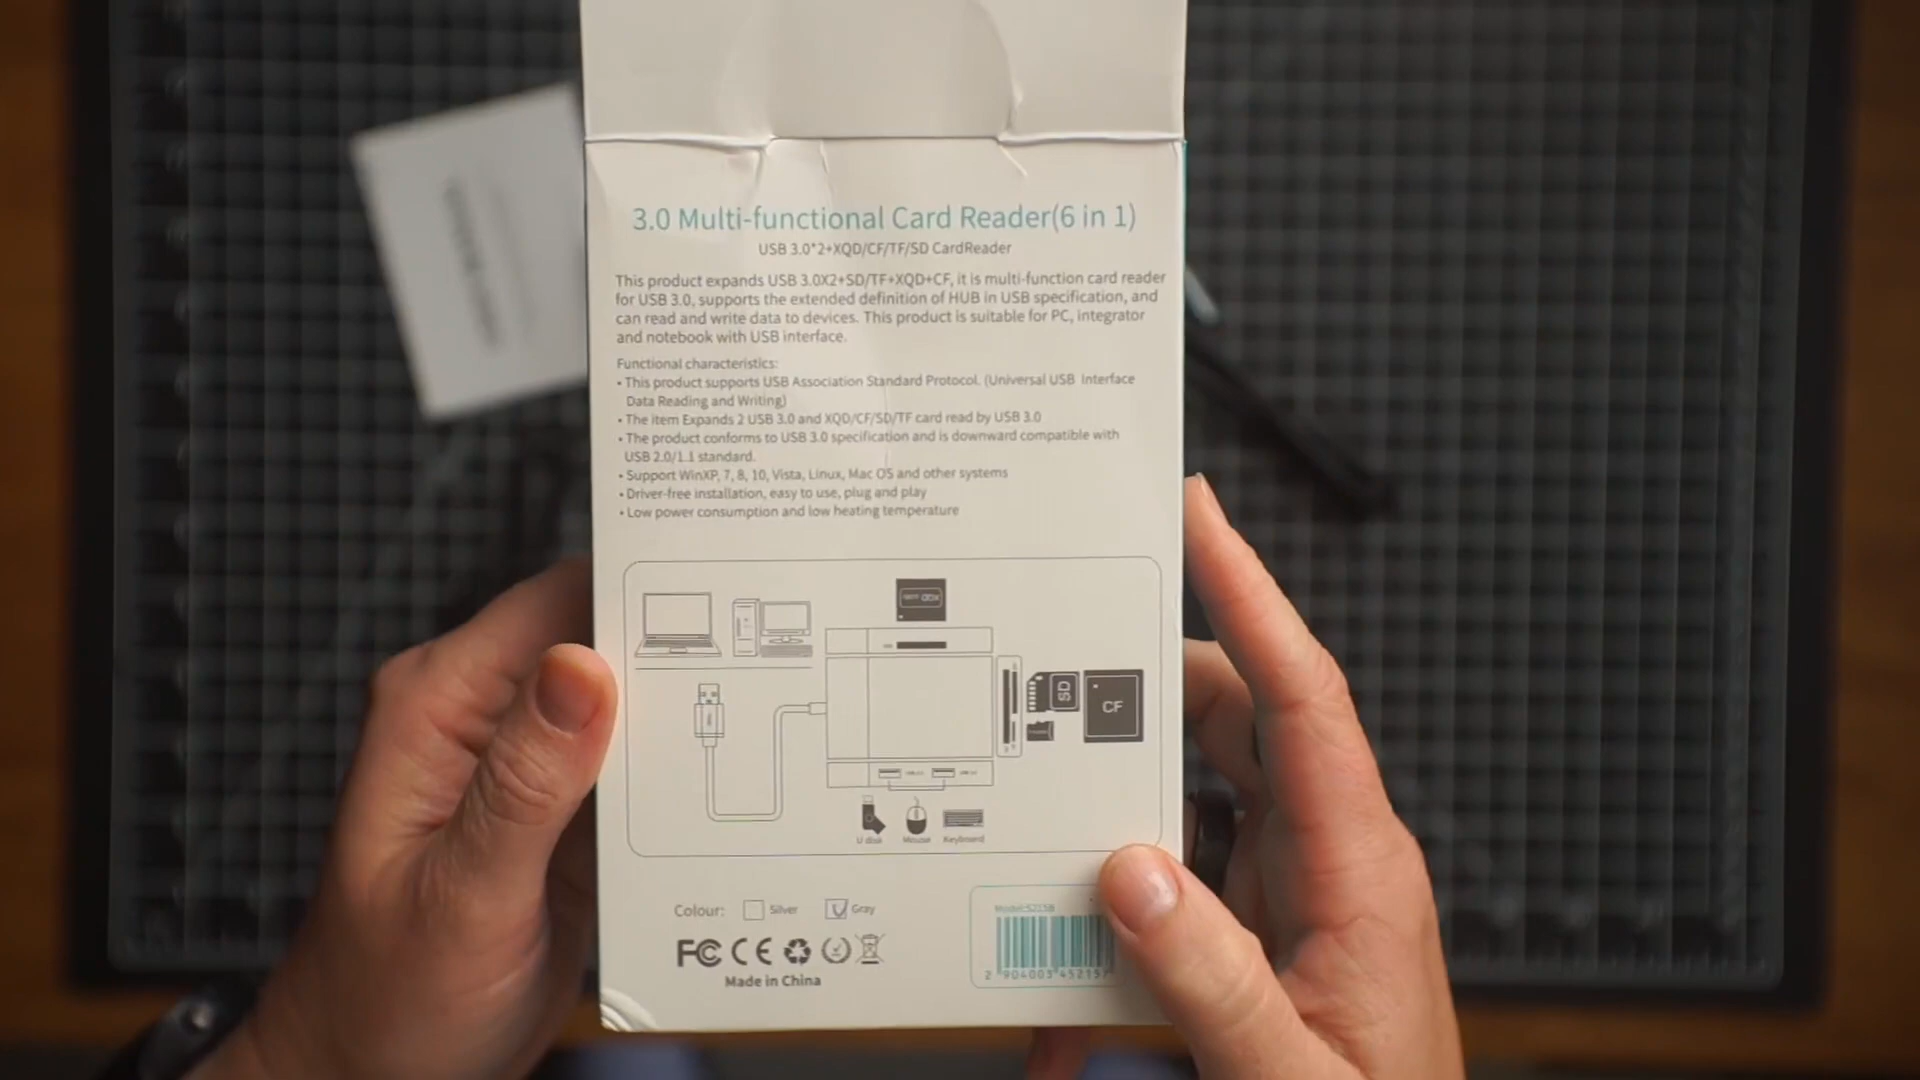 3.0 Multi-functional Card Reader(6 in 1)
USB 3.0*2+XQD/CF/TF/SD CardReader
This product expands USB 3.0X2+SD/TF+XQD+CF, it is multi-function card reader
for USB 3.0, supports the extended definition of HUB in USB specification, and
can read and write data to devices. This product is suitable for PC, integrator
and notebook with USB interface.
Functional characteristics:
• This product supports USB Association Standard Protocol. (Universal USB Interface
Data Reading and Writing)
• The item Expands 2 USB 3.0 and XQD/CF/SD/TF card read by USB 3.0
• The product conforms to USB 3.0 specification and is downward compatible with
USB 2.0/1.1 standard.
• Support WinXP, 7, 8, 10, Vista, Linux, Mac OS and other systems
• Driver-free installation, easy to use, plug and play
• Low power consumption and low heating temperature
XQD
SD
CF
U disk Mouse Keyboard
Colour: Silver Gray
Model:5215B
FC CE
2 904003 452157
Made in China